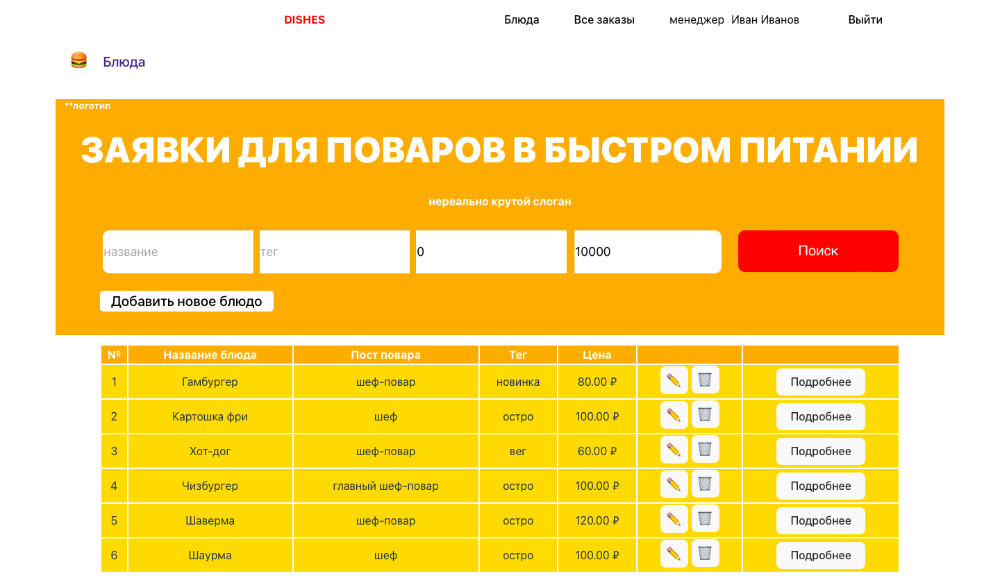 DISHES Блюда Все заказы менеджер Иван Иванов Выйти
Блюда
**логотип
ЗАЯВКИ ДЛЯ ПОВАРОВ В БЫСТРОМ ПИТАНИИ
нереально крутой слоган
название тег 0 10000 Поиск
Добавить новое блюдо
№ Название блюда Пост повара Тег Цена
1 Гамбургер шеф-повар новинка 80.00 ₽ Подробнее
2 Картошка фри шеф остро 100.00 ₽ Подробнее
3 Хот-дог шеф-повар вег 60.00 ₽ Подробнее
4 Чизбургер главный шеф-повар остро 100.00 ₽ Подробнее
5 Шаверма шеф-повар остро 120.00 ₽ Подробнее
6 Шаурма шеф остро 100.00 ₽ Подробнее